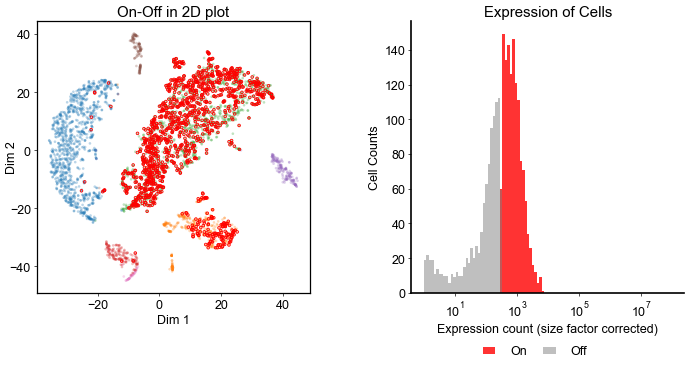 On-Off in 2D plot
40
20
0
−20
−40
−20
0
20
40
Dim 2
Dim 1
Expression of Cells
140
120
100
80
60
40
20
0
10^1
10^3
10^5
10^7
Cell Counts
Expression count (size factor corrected)
On
Off